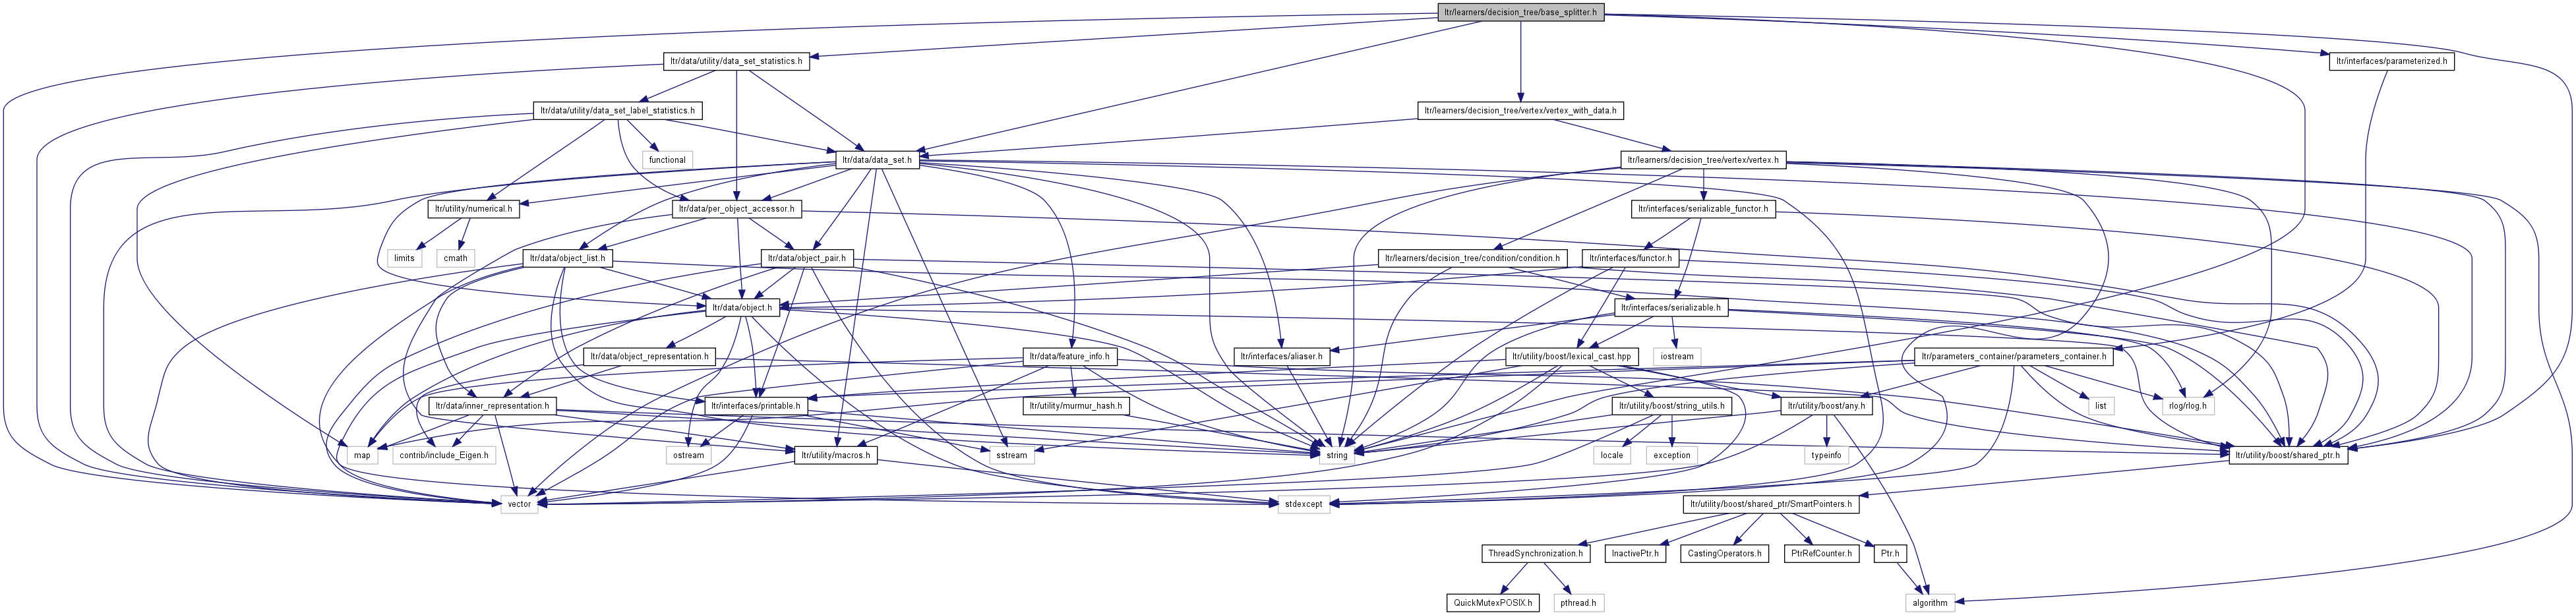 ltr/learners/decision_tree/base_splitter.h
ltr/data/utility/data_set_statistics.h
ltr/interfaces/parameterized.h
ltr/data/utility/data_set_label_statistics.h
ltr/learners/decision_tree/vertex/vertex_with_data.h
functional
ltr/data/data_set.h
ltr/learners/decision_tree/vertex/vertex.h
ltr/utility/numerical.h
ltr/data/per_object_accessor.h
ltr/interfaces/serializable_functor.h
limits
cmath
ltr/data/object_list.h
ltr/data/object_pair.h
ltr/learners/decision_tree/condition/condition.h
ltr/interfaces/functor.h
ltr/data/object.h
ltr/interfaces/serializable.h
ltr/data/object_representation.h
ltr/data/feature_info.h
ltr/interfaces/aliaser.h
ltr/utility/boost/lexical_cast.hpp
iostream
ltr/parameters_container/parameters_container.h
ltr/data/inner_representation.h
ltr/interfaces/printable.h
ltr/utility/murmur_hash.h
ltr/utility/boost/string_utils.h
ltr/utility/boost/any.h
list
rlog/rlog.h
map
contrib/include_Eigen.h
ostream
ltr/utility/macros.h
sstream
string
locale
exception
typeinfo
ltr/utility/boost/shared_ptr.h
vector
stdexcept
ltr/utility/boost/shared_ptr/SmartPointers.h
ThreadSynchronization.h
InactivePtr.h
CastingOperators.h
PtrRefCounter.h
Ptr.h
QuickMutexPOSIX.h
pthread.h
algorithm